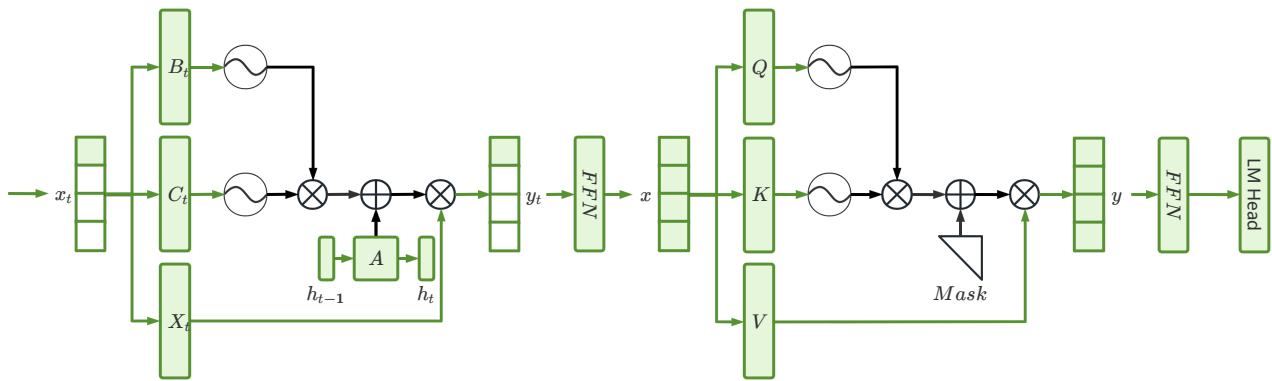 x_t
B_t
C_t
X_t
h_{t-1}
A
h_t
y_t
FFN
x
Q
K
V
Mask
y
FFN
LM Head